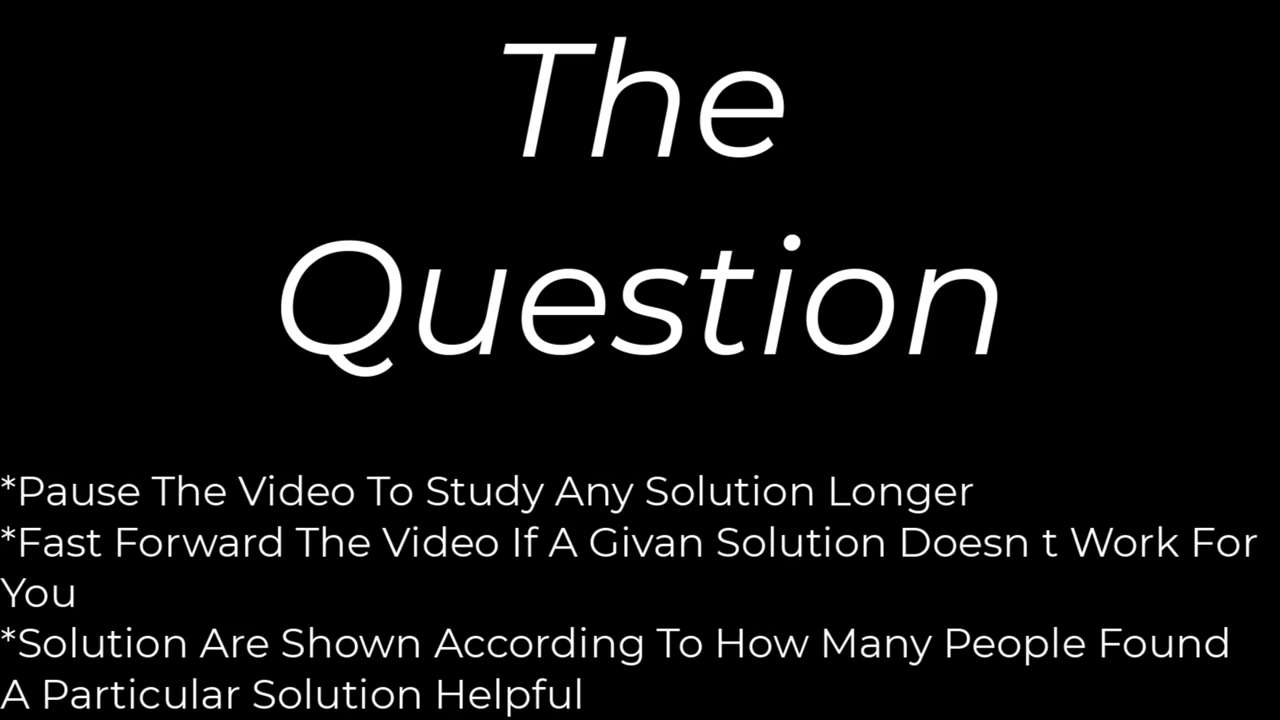 The
Question
*Pause The Video To Study Any Solution Longer
*Fast Forward The Video If A Givan Solution Doesn t Work For
You
*Solution Are Shown According To How Many People Found
A Particular Solution Helpful